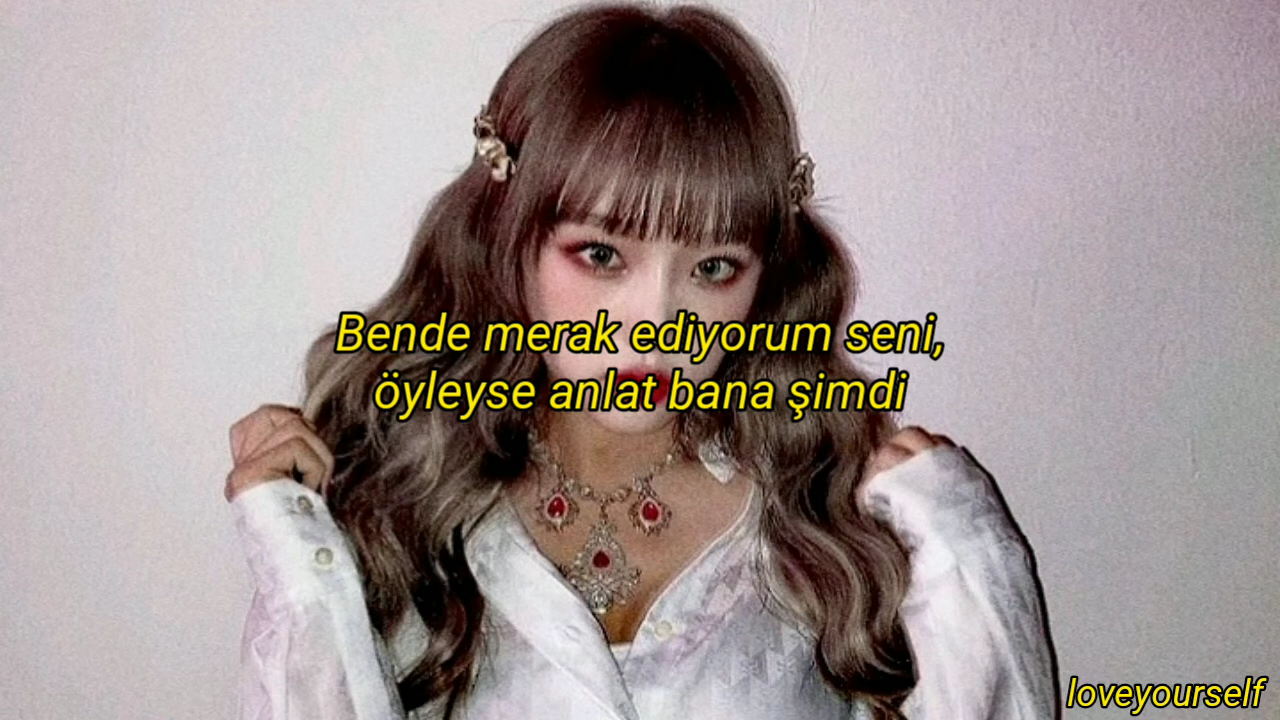 Bende merak ediyorum seni,
öyleyse anlat bana şimdi
loveyourself